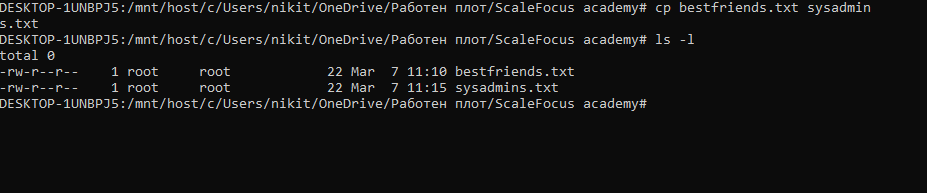 DESKTOP-1UNBPJ5:/mnt/host/c/Users/nikit/OneDrive/Работен плот/ScaleFocus academy# cp bestfriends.txt sysadmin
s.txt
DESKTOP-1UNBPJ5:/mnt/host/c/Users/nikit/OneDrive/Работен плот/ScaleFocus academy# ls -l
total 0
-rw-r--r--    1 root     root            22 Mar  7 11:10 bestfriends.txt
-rw-r--r--    1 root     root            22 Mar  7 11:15 sysadmins.txt
DESKTOP-1UNBPJ5:/mnt/host/c/Users/nikit/OneDrive/Работен плот/ScaleFocus academy#